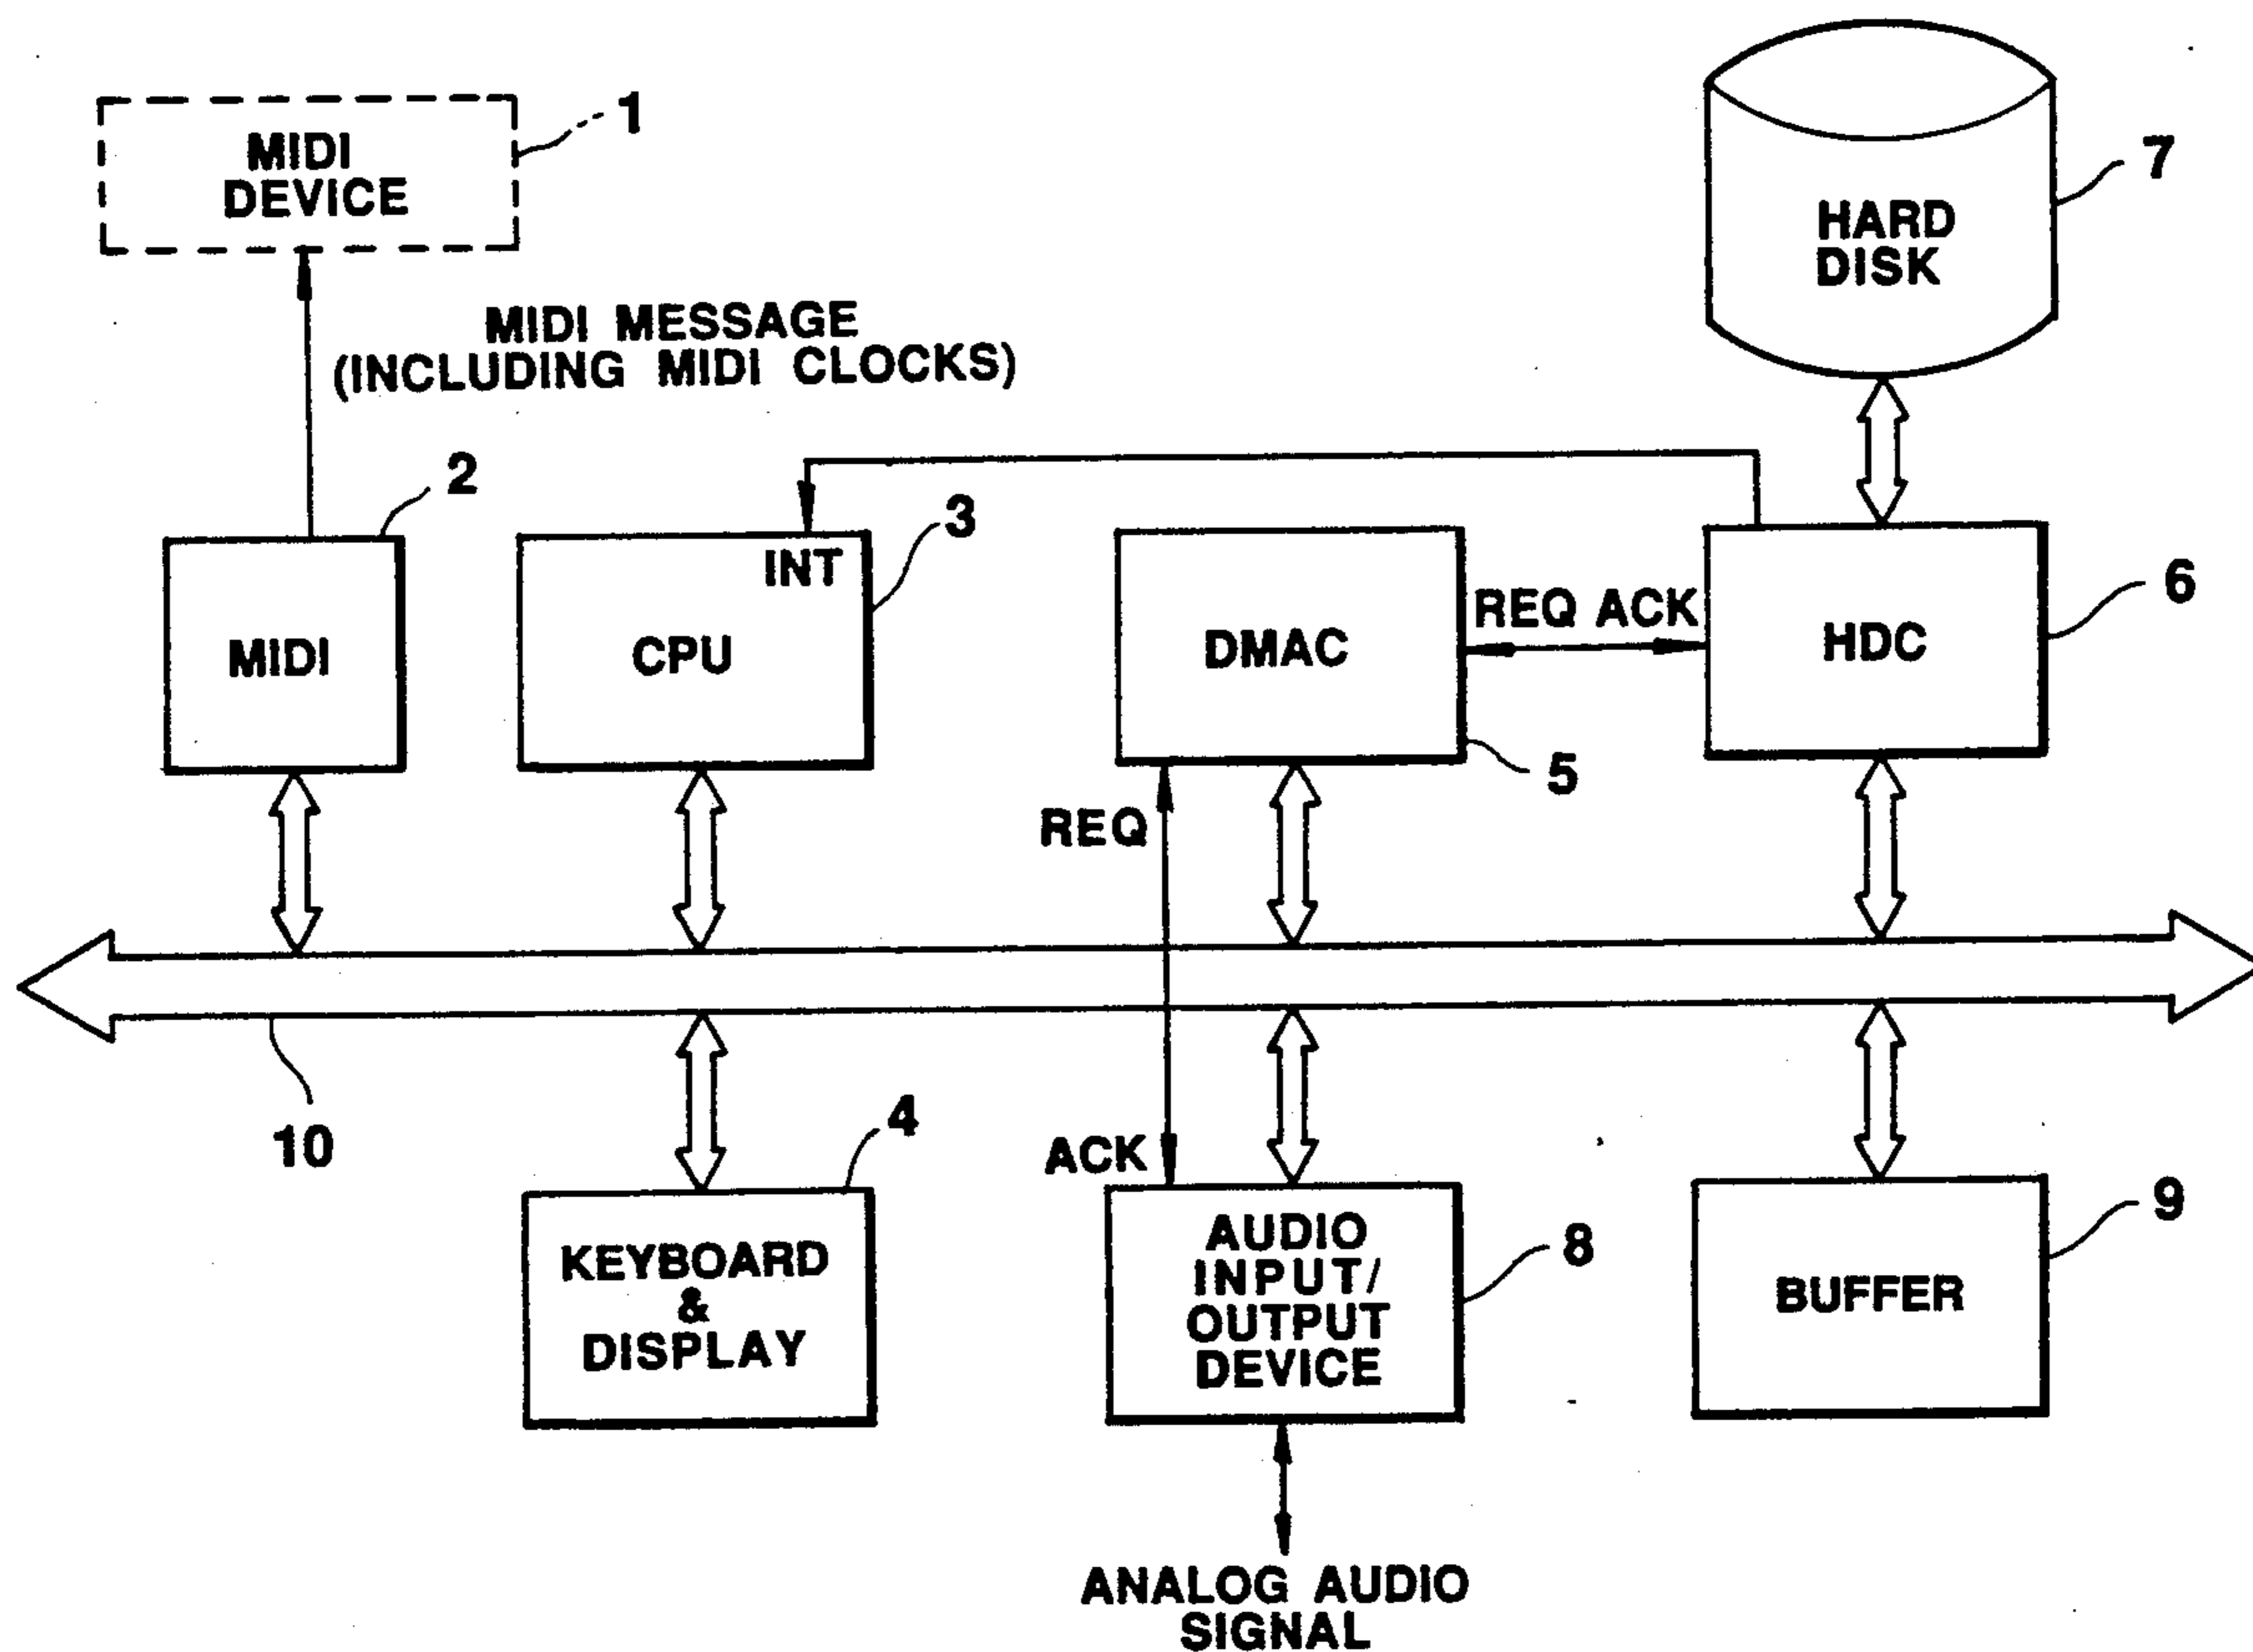 1
MIDI
DEVICE
7
HARD
DISK
MIDI MESSAGE
(INCLUDING MIDI CLOCKS)
2
3
INT
REQ ACK
6
MIDI
CPU
DMAC
HDC
5
REQ
10
4
ACK
9
KEYBOARD
&
DISPLAY
AUDIO
INPUT/
OUTPUT
DEVICE
8
BUFFER
ANALOG AUDIO
SIGNAL